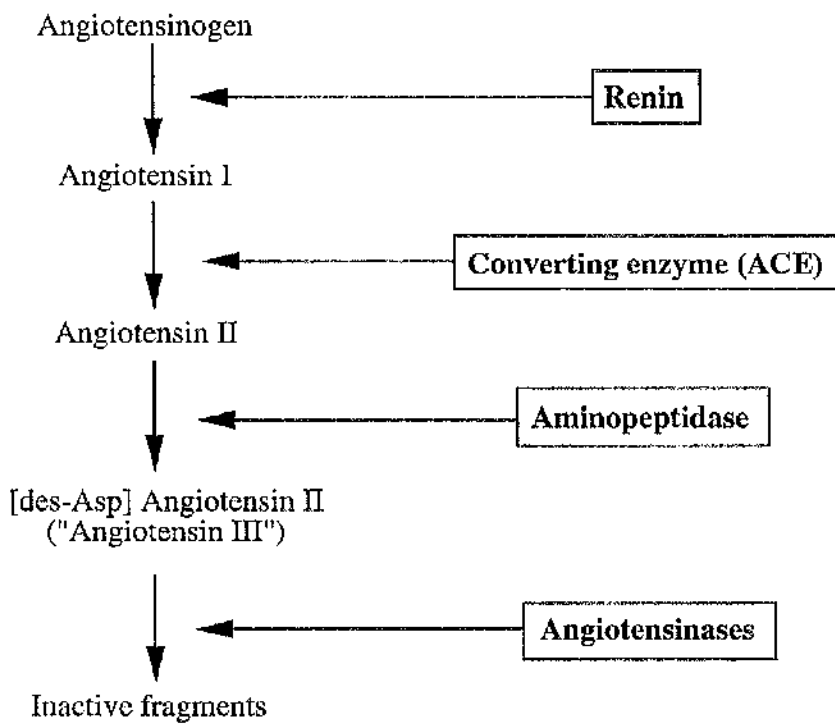 Angiotensinogen
Renin
Angiotensin I
Converting enzyme (ACE)
Angiotensin II
Aminopeptidase
[des-Asp] Angiotensin II
("Angiotensin III")
Angiotensinases
Inactive fragments